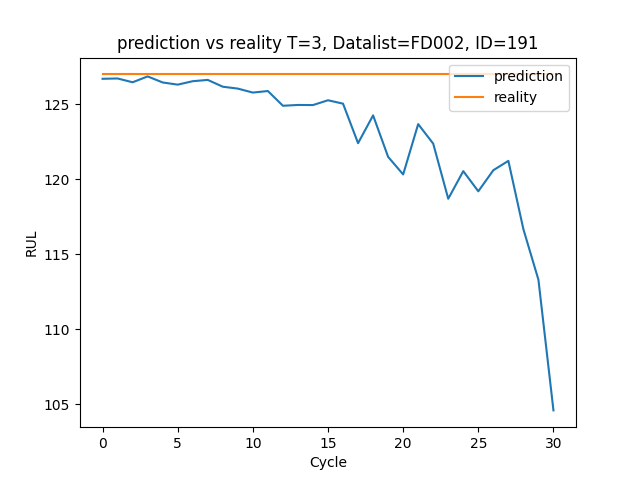 prediction vs reality T=3, Datalist=FD002, ID=191
prediction
reality
RUL
125
120
115
110
105
0 5 10 15 20 25 30
Cycle